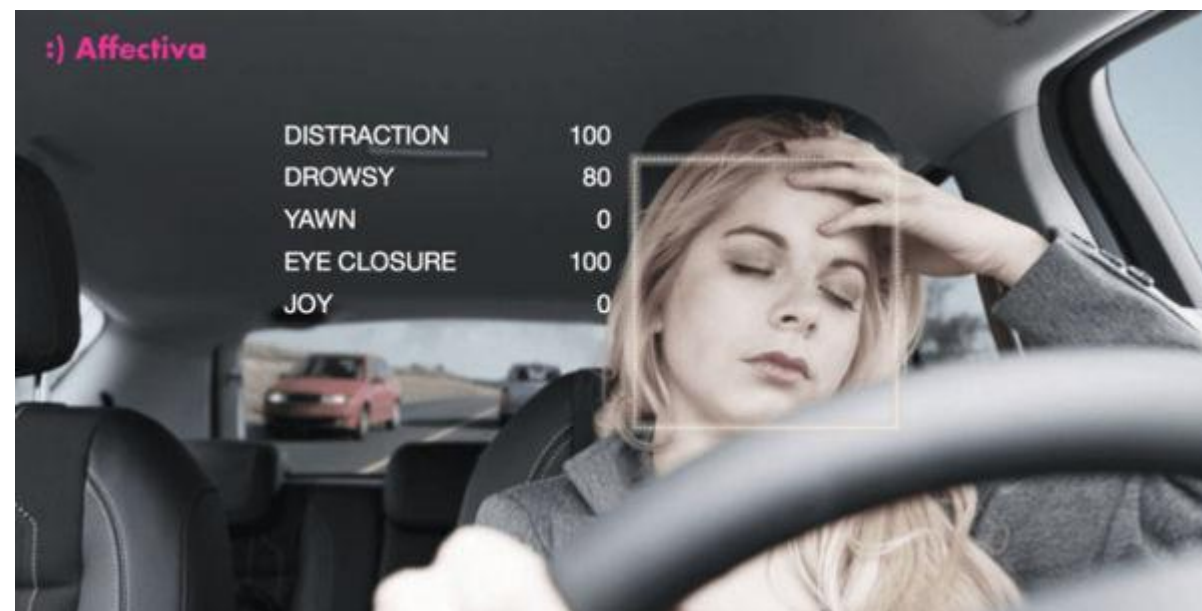 :) Affectiva
DISTRACTION 100
DROWSY 80
YAWN 0
EYE CLOSURE 100
JOY 0